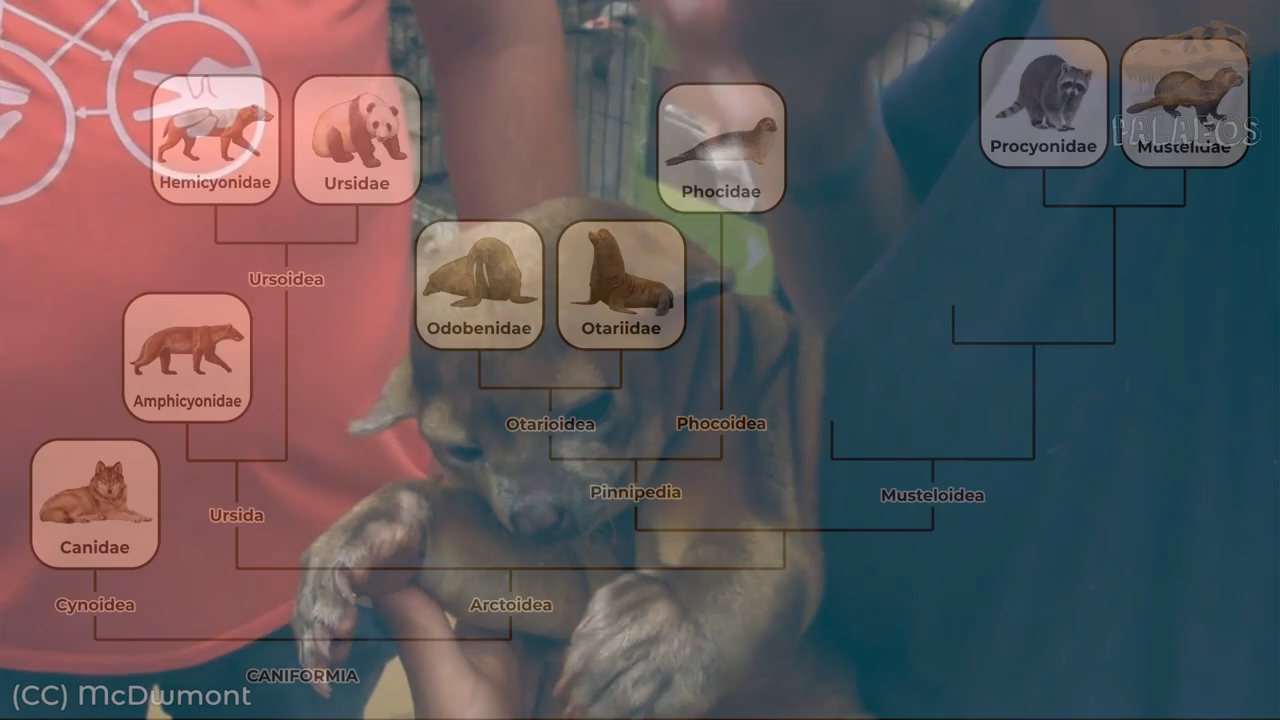 PALAEOS
Procyonidae
Mustelidae
Hemicyonidae
Ursidae
Phocidae
Ursoidea
Odobenidae
Otariidae
Amphicyonidae
Otarioidea
Phocoidea
Pinnipedia
Musteloidea
Ursida
Canidae
Cynoidea
Arctoidea
CANIFORMIA
(CC) McDwmont